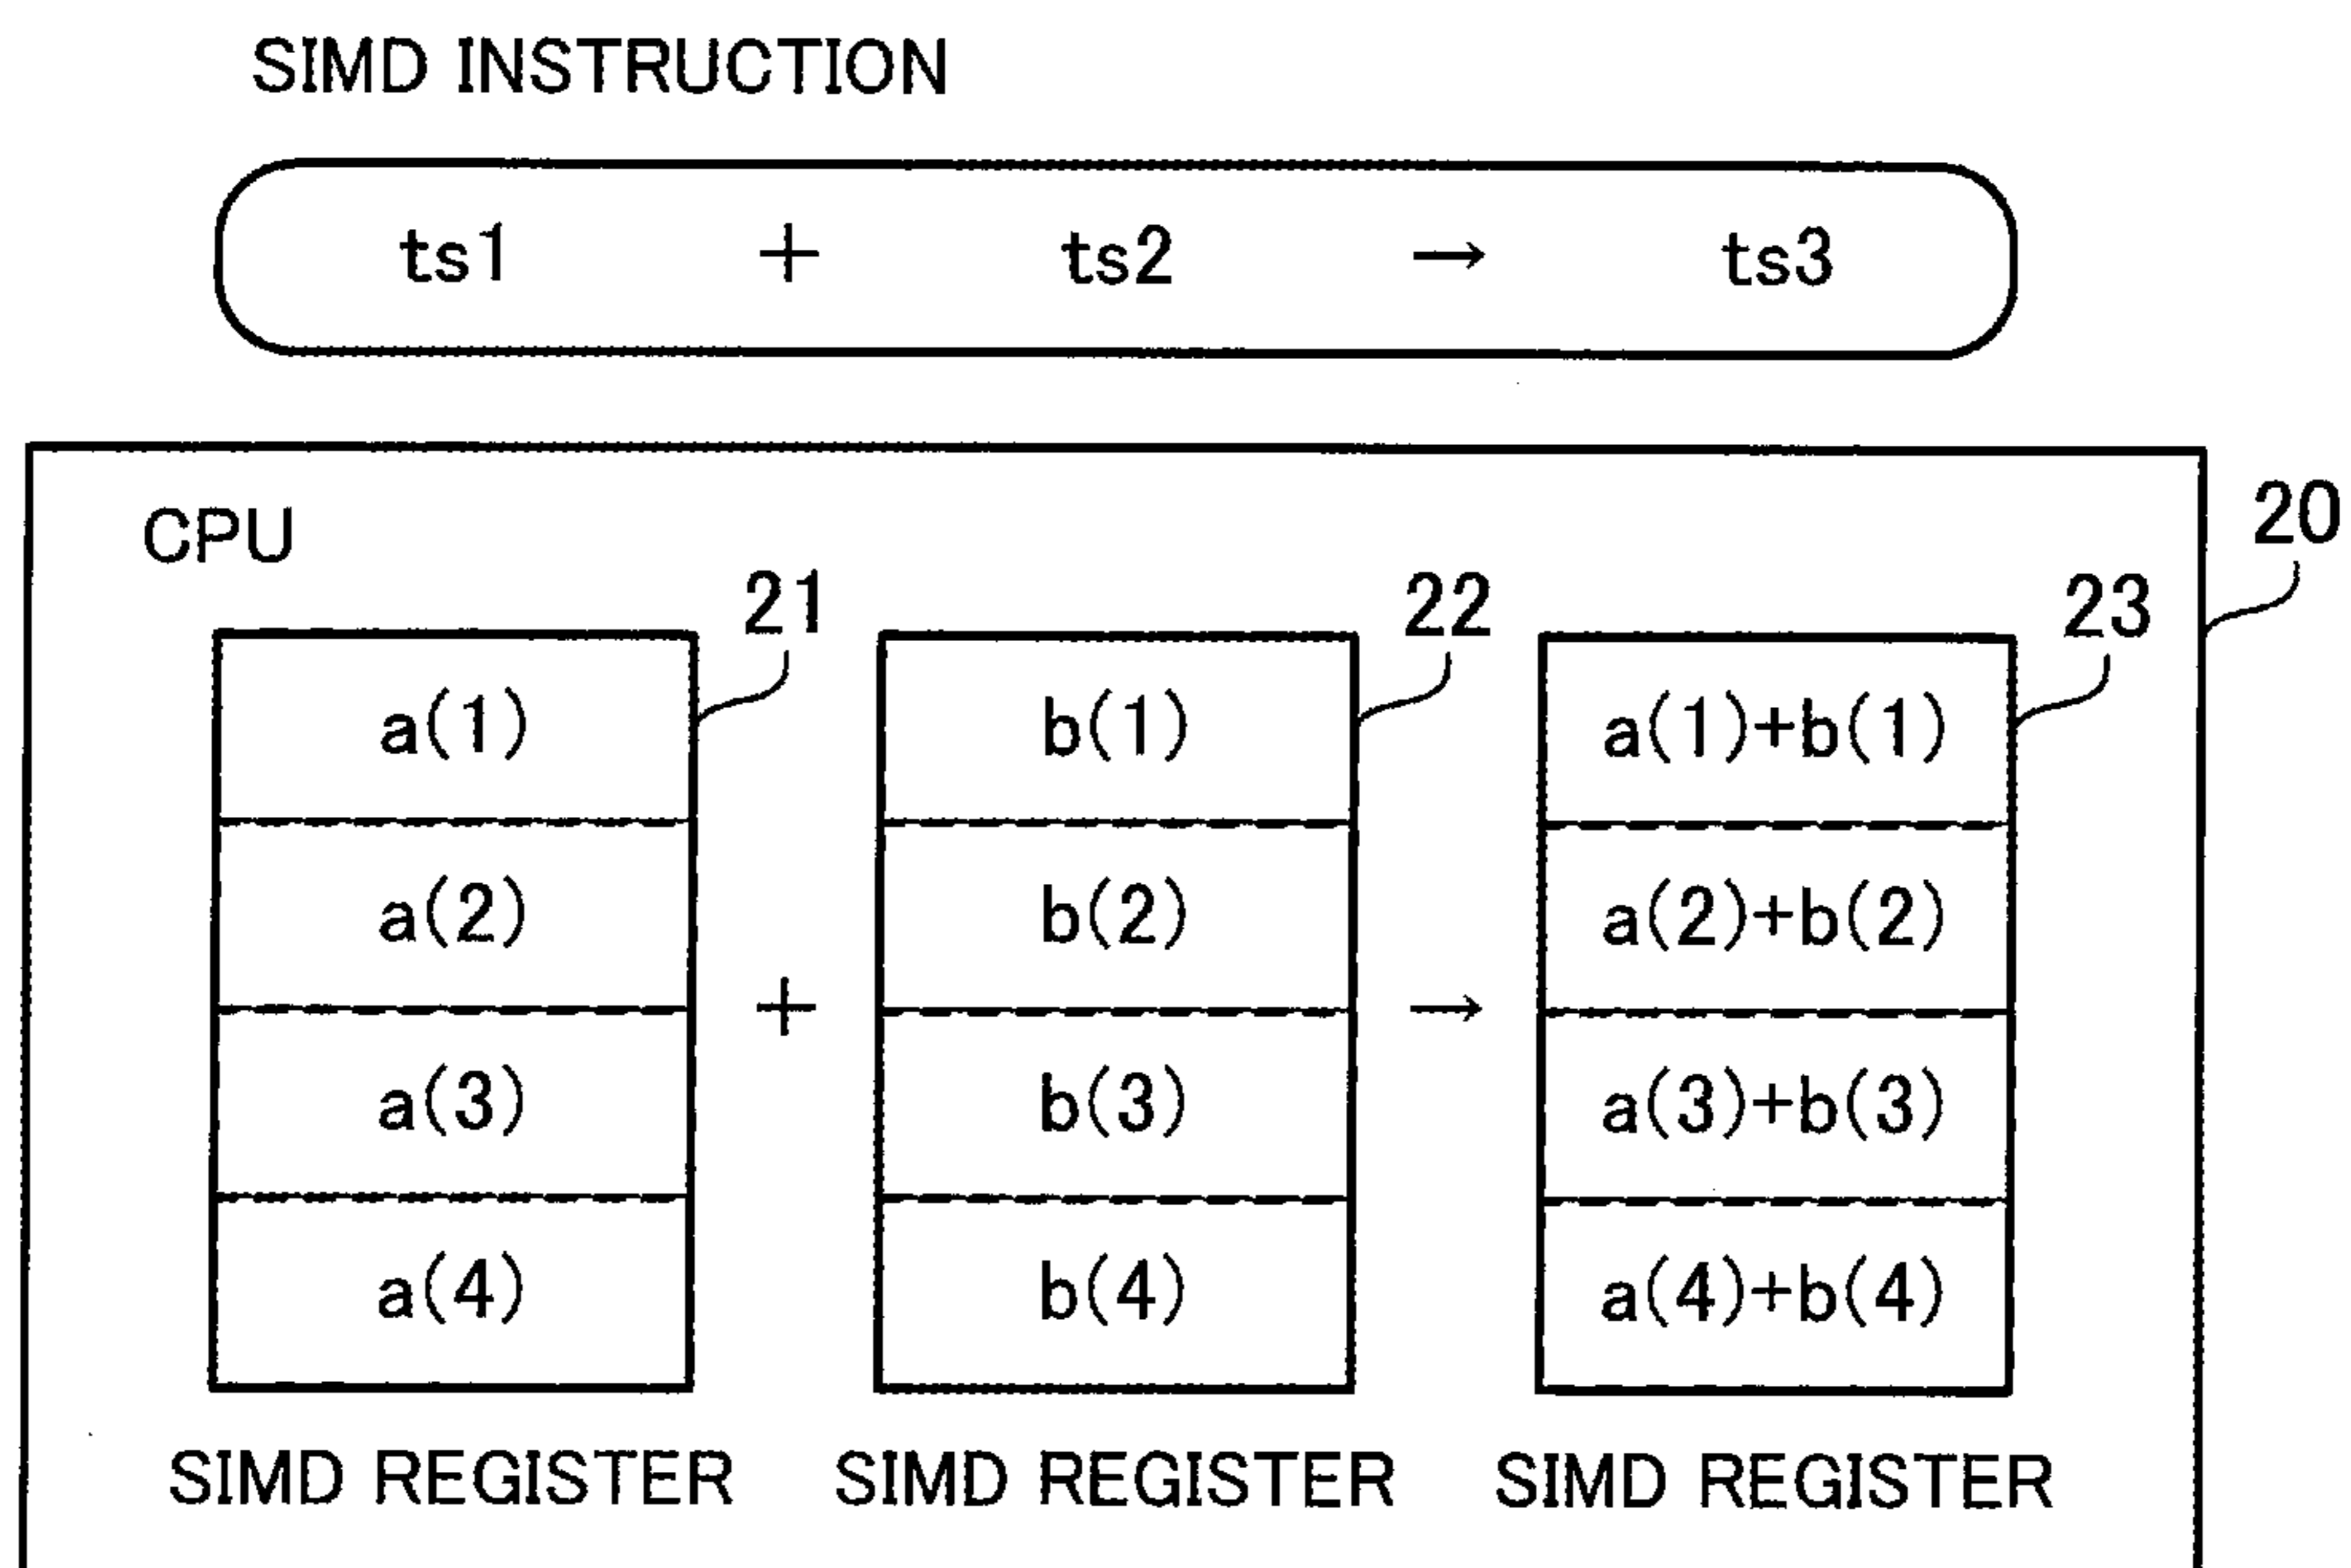 SIMD INSTRUCTION
ts1 + ts2 → ts3
CPU
20
21 22 23
a(1) b(1) a(1)+b(1)
a(2) b(2) a(2)+b(2)
+ →
a(3) b(3) a(3)+b(3)
a(4) b(4) a(4)+b(4)
SIMD REGISTER SIMD REGISTER SIMD REGISTER